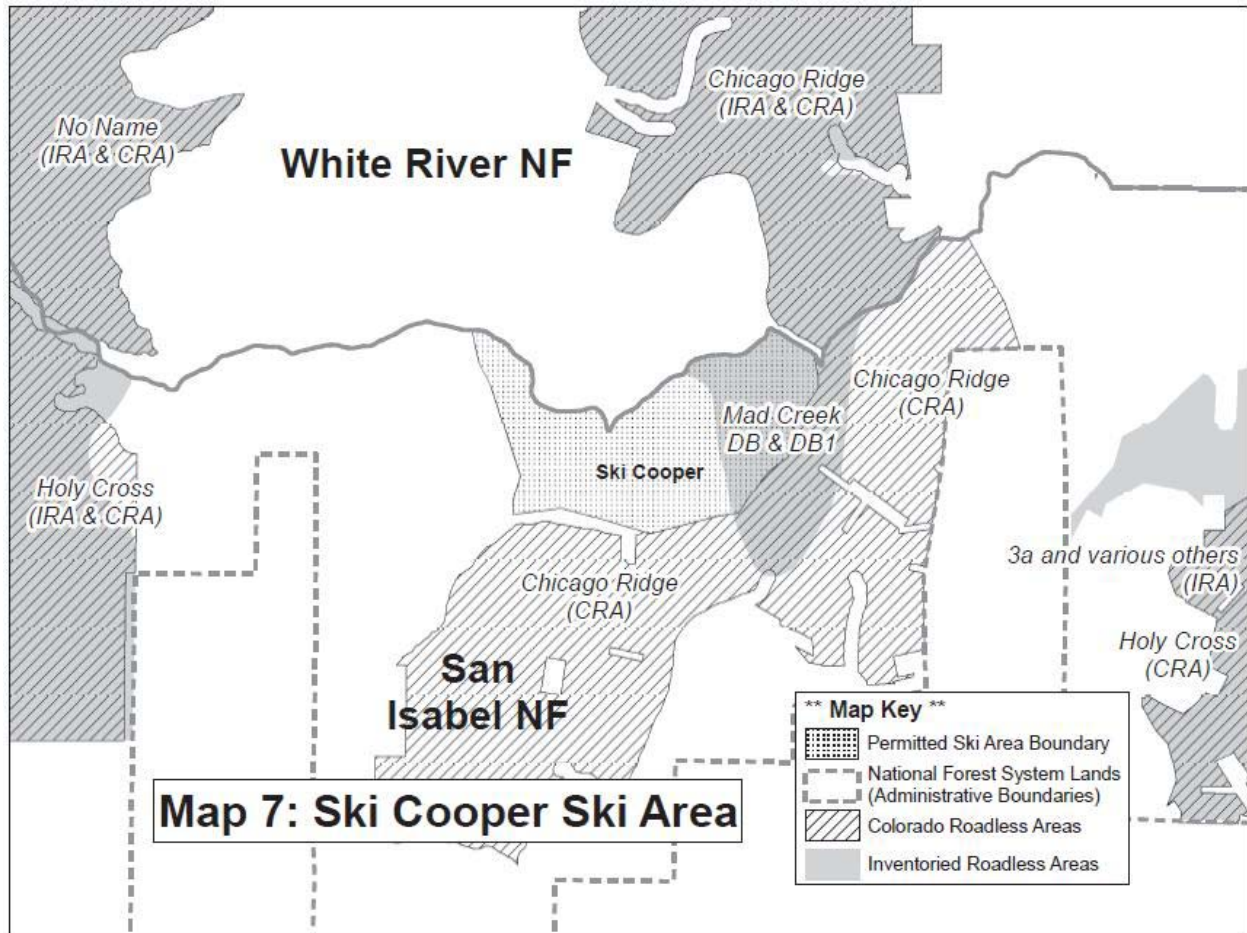 Chicago Ridge
(IRA & CRA)
No Name
(IRA & CRA)
White River NF
Chicago Ridge
(CRA)
Mad Creek
DB & DB1
Ski Cooper
Holy Cross
(IRA & CRA)
3a and various others
(IRA)
Chicago Ridge
(CRA)
Holy Cross
(CRA)
San
Isabel NF
** Map Key **
Permitted Ski Area Boundary
National Forest System Lands
(Administrative Boundaries)
Colorado Roadless Areas
Inventoried Roadless Areas
Map 7: Ski Cooper Ski Area